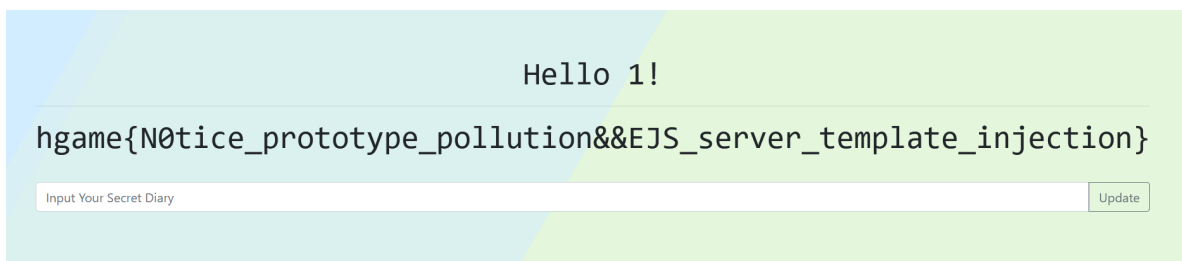 Hello 1!
hgame{N0tice_prototype_pollution&&EJS_server_template_injection}
Input Your Secret Diary
Update